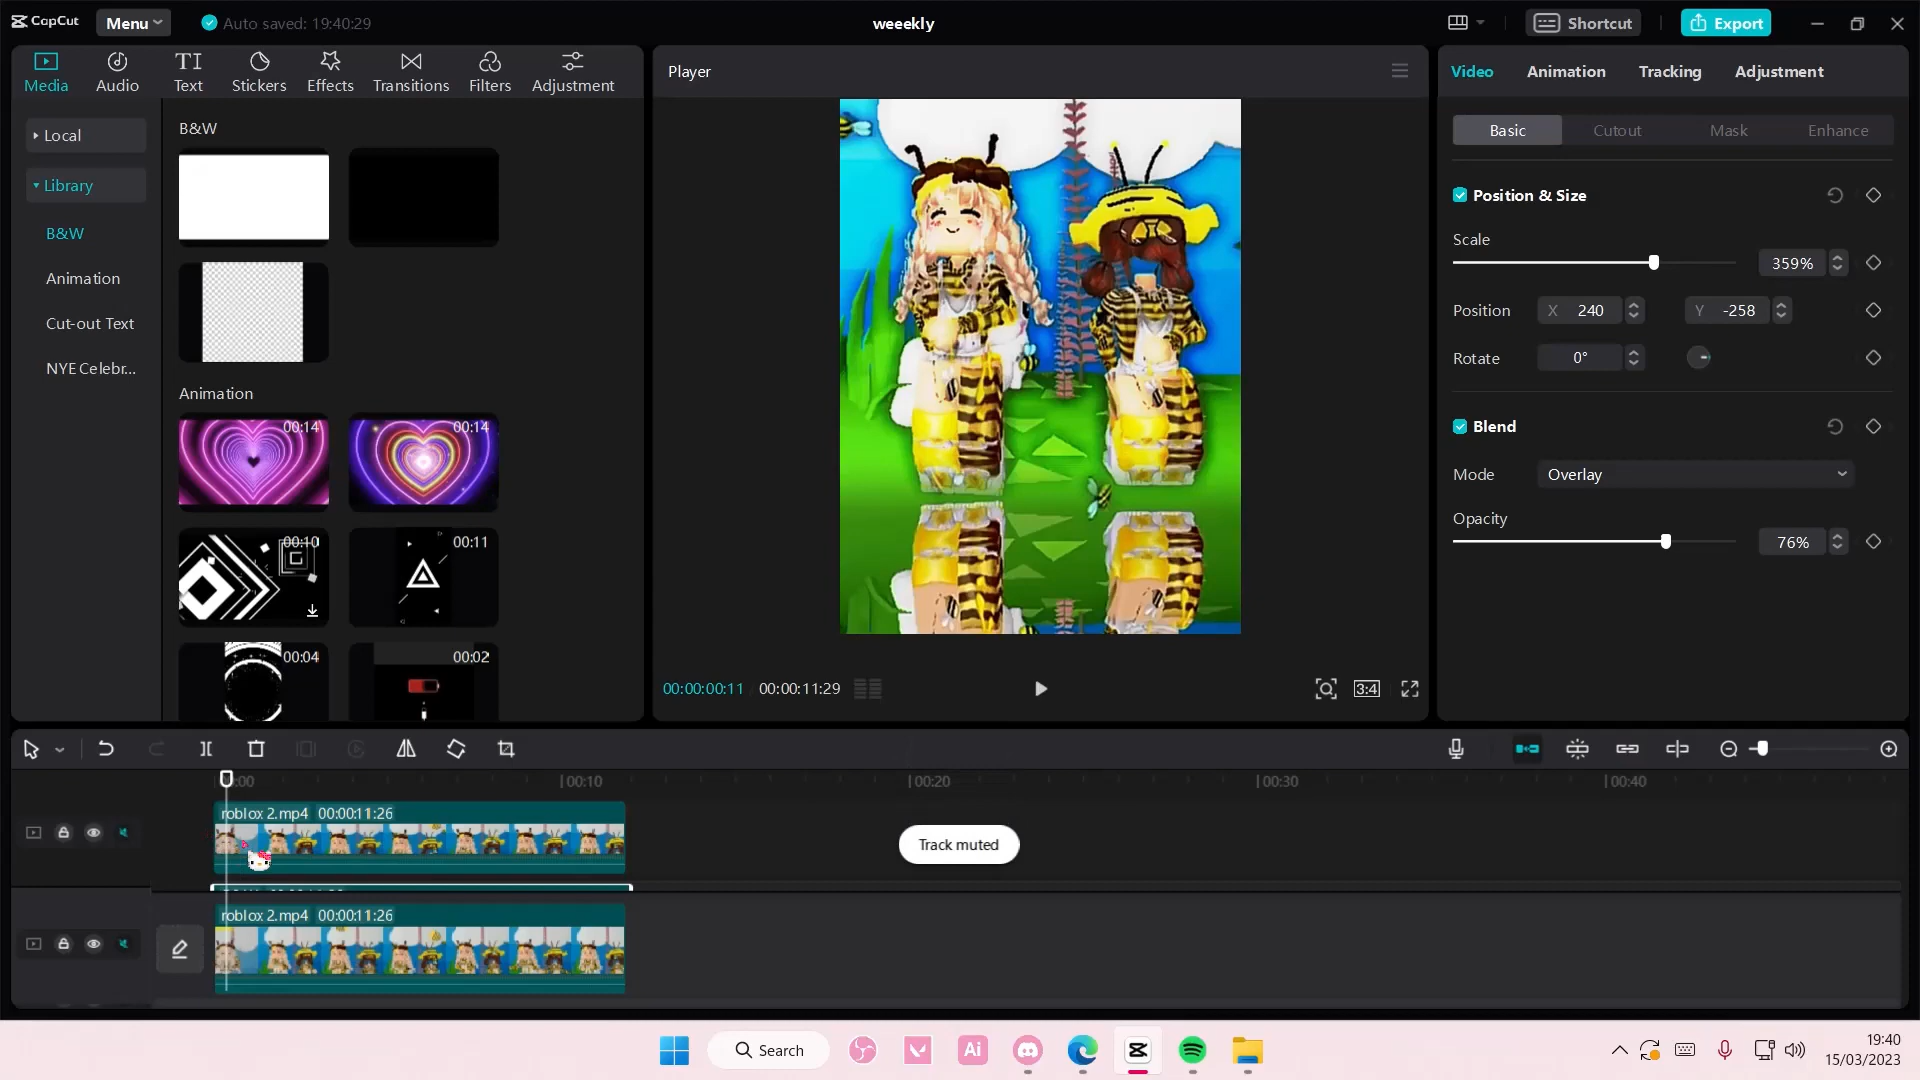 CapCut
Menu
Auto saved: 19:40:29
weeekly
Shortcut
Export
Media
Audio
TI
Text
Stickers
Effects
Transitions
Filters
Adjustment
Player
Video
Animation
Tracking
Adjustment
Local
Library
B&W
Animation
Cut-out Text
NYE Celebr...
B&W
Animation
00:14
00:14
00:10
00:11
00:04
00:02
Basic
Cutout
Mask
Enhance
Position & Size
Scale
359%
Position
X 240
Y -258
Rotate
0°
Blend
Mode
Overlay
Opacity
76%
00:00:00:11
00:00:11:29
3:4
00:10
00:20
00:30
00:40
roblox 2.mp4 00:00:11:26
Track muted
roblox 2.mp4 00:00:11:26
Search
Ai
19:40
15/03/2023